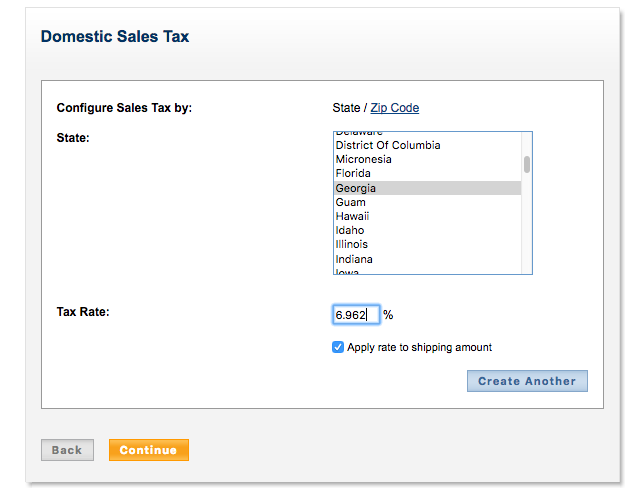 Domestic Sales Tax
Configure Sales Tax by:
State / Zip Code
State:
Delaware
District Of Columbia
Micronesia
Florida
Georgia
Guam
Hawaii
Idaho
Illinois
Indiana
Iowa
Tax Rate:
6.962 %
Apply rate to shipping amount
Create Another
Back
Continue